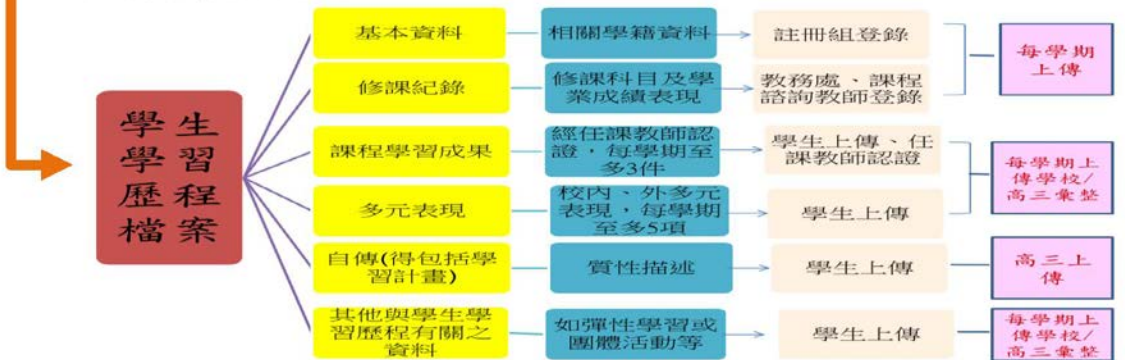 學生
學習
歷程
檔案
基本資料
相關學籍資料
註冊組登錄
每學期
上傳
修課紀錄
修課科目及學
業成績表現
教務處、課程
諮詢教師登錄
課程學習成果
經任課教師認
證，每學期至
多3件
學生上傳、任
課教師認證
每學期上
傳學校/
高三彙整
多元表現
校內、外多元
表現，每學期
至多5項
學生上傳
自傳(得包括學
習計畫)
質性描述
學生上傳
高三上
傳
其他與學生學
習歷程有關之
資料
如彈性學習或
團體活動等
學生上傳
每學期上
傳學校/
高三彙整